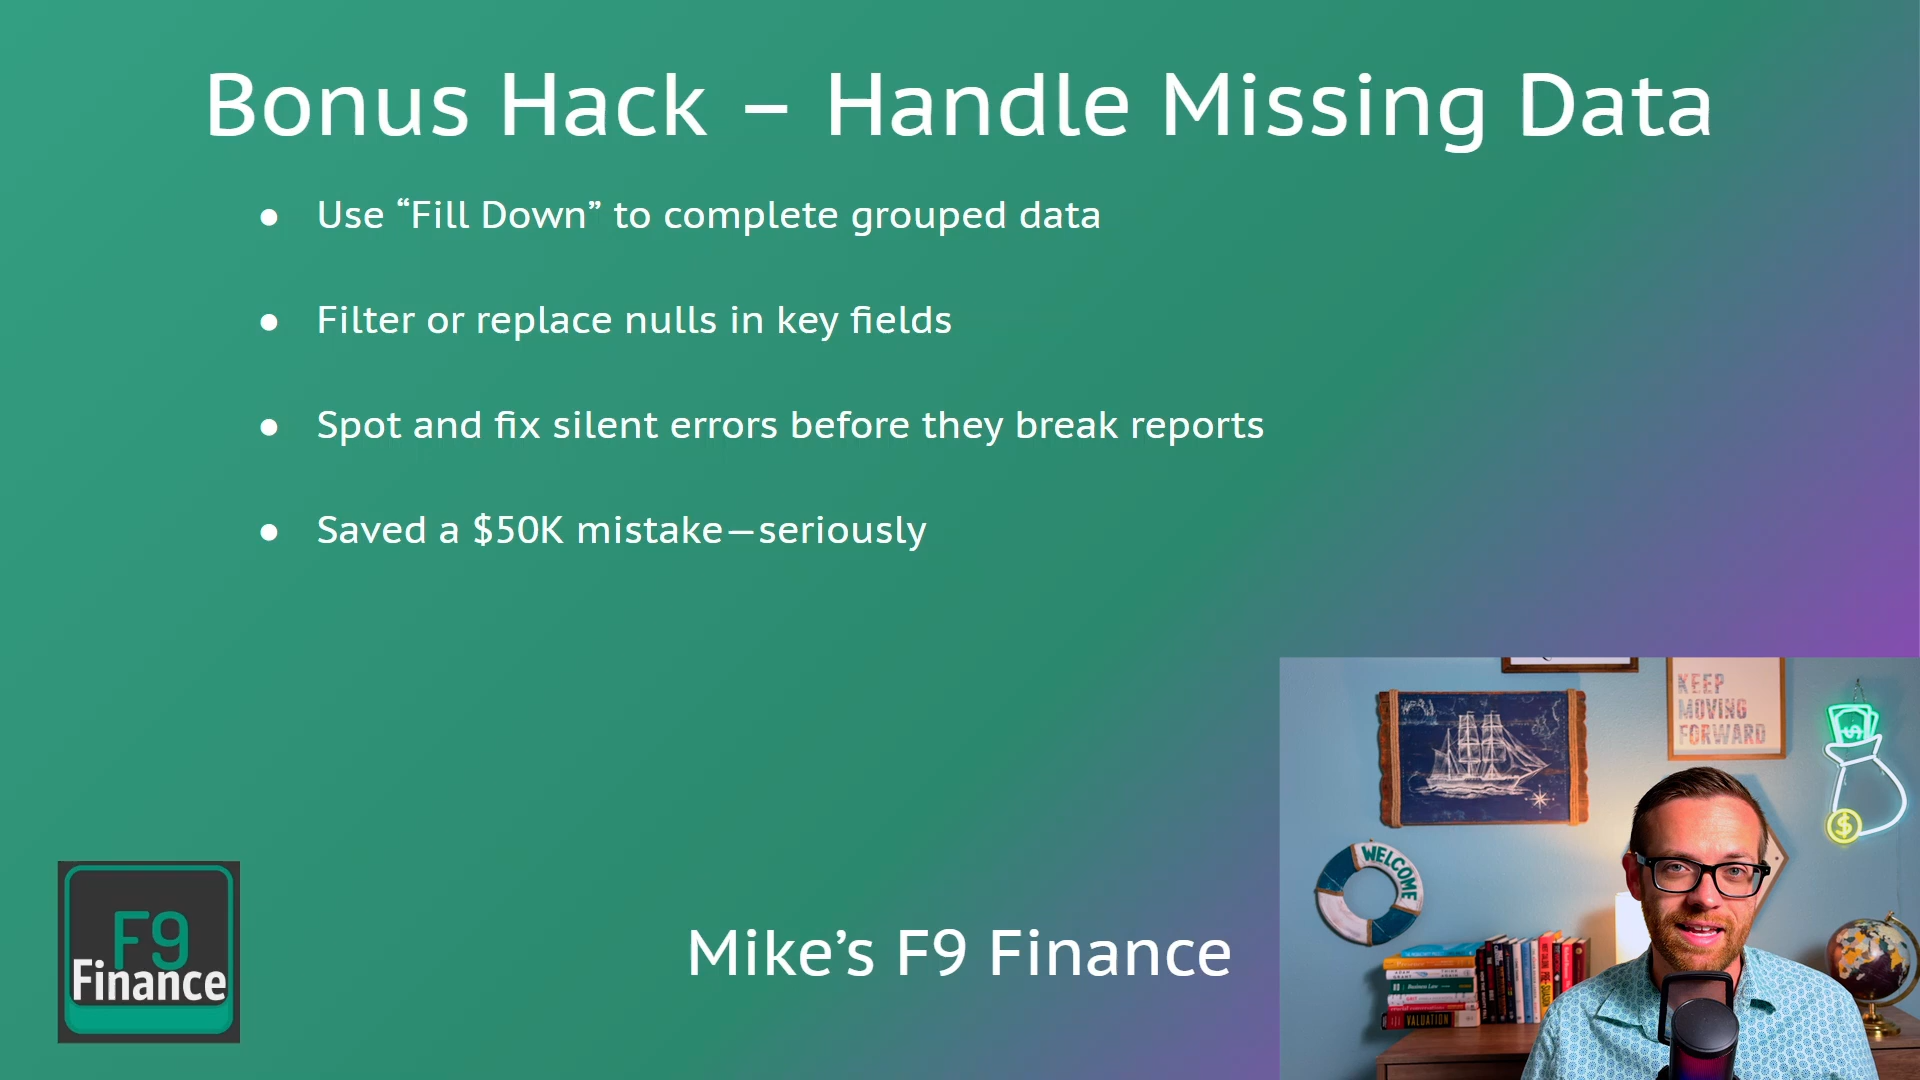 Bonus Hack – Handle Missing Data
● Use “Fill Down” to complete grouped data
● Filter or replace nulls in key fields
● Spot and fix silent errors before they break reports
● Saved a $50K mistake—seriously
KEEP
MOVING
FORWARD
$
$
WELCOME
F9
Finance
Mike’s F9 Finance
Business Law
VALUATION